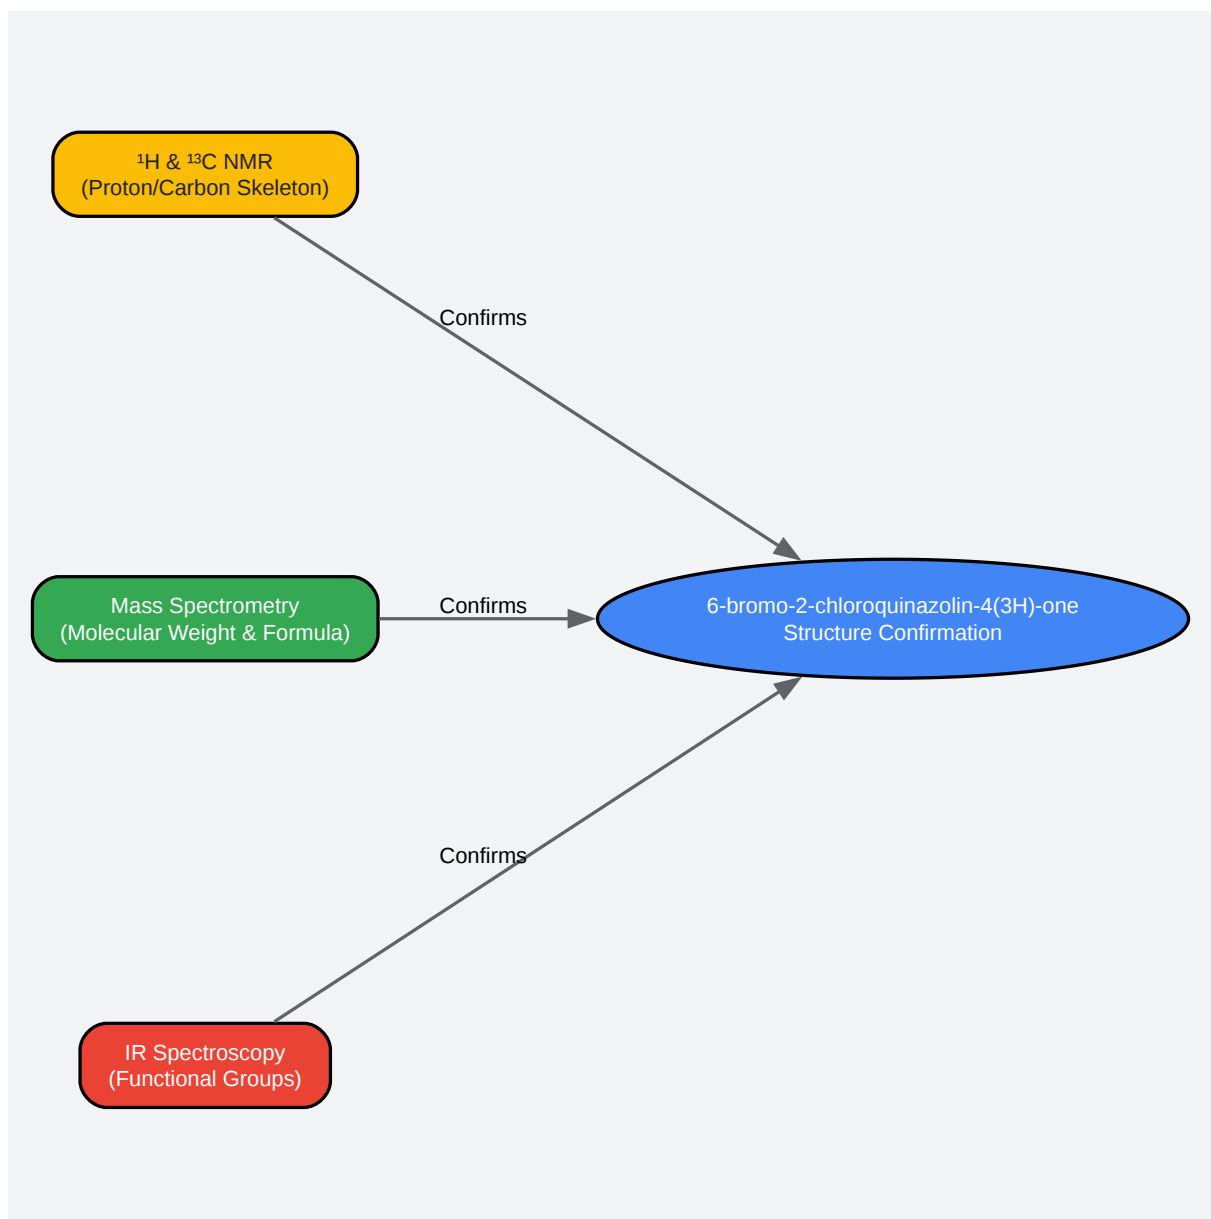 ¹H & ¹³C NMR
(Proton/Carbon Skeleton)
Confirms
Mass Spectrometry
(Molecular Weight & Formula)
Confirms
6-bromo-2-chloroquinazolin-4(3H)-one
Structure Confirmation
Confirms
IR Spectroscopy
(Functional Groups)